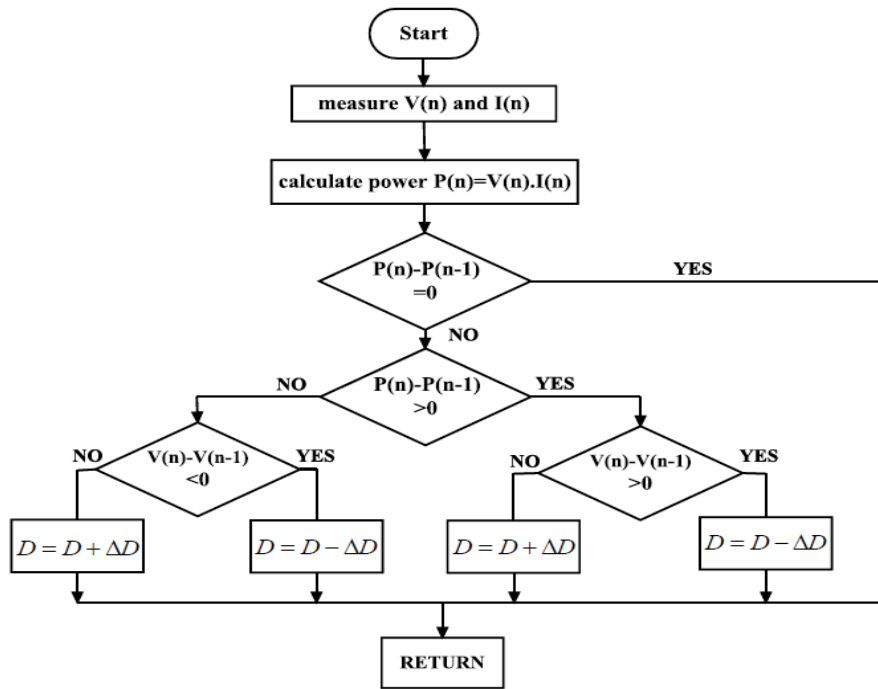 Start
measure V(n) and I(n)
calculate power P(n)=V(n).I(n)
P(n)-P(n-1)
=0
YES
NO
P(n)-P(n-1)
>0
NO
YES
V(n)-V(n-1)
<0
NO
YES
V(n)-V(n-1)
>0
NO
YES
D = D + ΔD
D = D − ΔD
D = D + ΔD
D = D − ΔD
RETURN